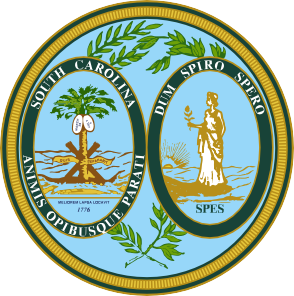 SOUTH CAROLINA
ANIMIS OPIBUSQUE PARATI
MELIOREM LAPSA LOCAVIT
1776
DUM SPIRO SPERO
SPES